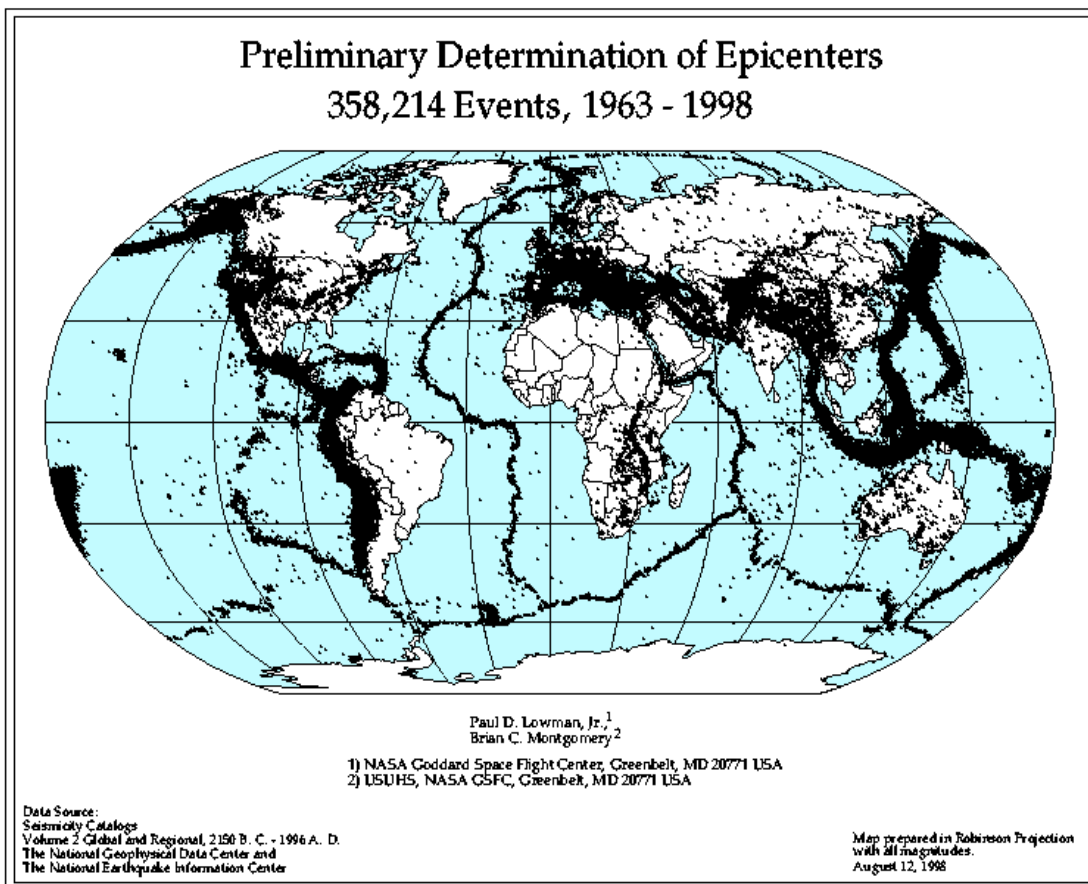 Preliminary Determination of Epicenters
358,214 Events, 1963 - 1998
Paul D. Lowman, Jr.,1
Brian C. Montgomery 2
1) NASA Goddard Space Flight Center, Greenbelt, MD 20771 USA
2) USUHS, NASA GSFC, Greenbelt, MD 20771 USA
Data Source:
Seismicity Catalogs
Volume 2 Global and Regional, 2150 B. C. - 1996 A. D.
The National Geophysical Data Center and
The National Earthquake Information Center
Map prepared in Robinson Projection
with all magnitudes.
August 12, 1998